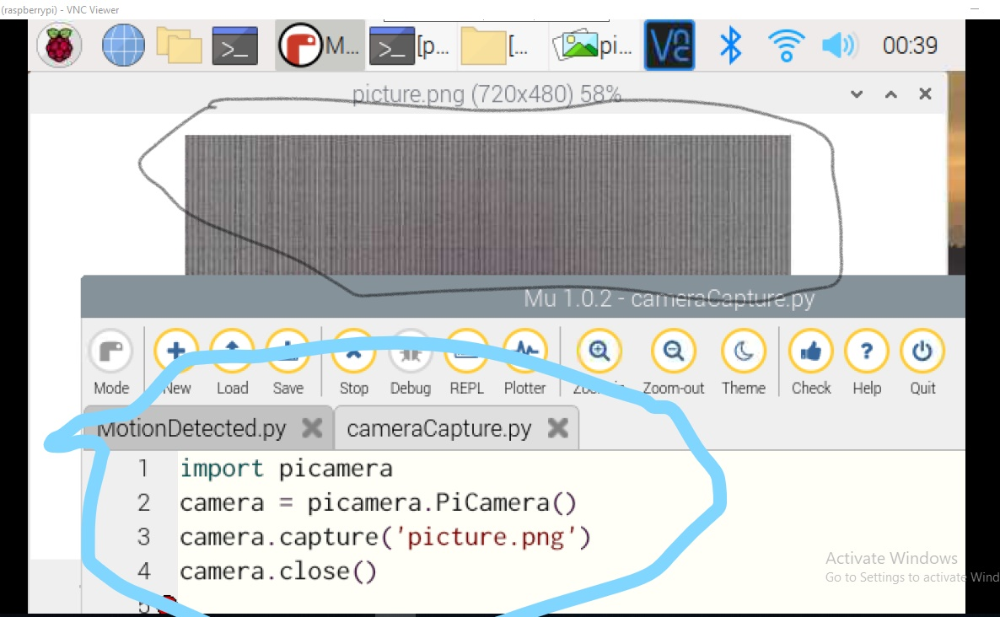 (raspberrypi) - VNC Viewer
M... [p... [... pi... 00:39
picture.png (720x480) 58%
Mu 1.0.2 - cameraCapture.py
Mode New Load Save Stop Debug REPL Plotter Zoom-in Zoom-out Theme Check Help Quit
MotionDetected.py cameraCapture.py
1 import picamera
2 camera = picamera.PiCamera()
3 camera.capture('picture.png')
4 camera.close()
5
Activate Windows
Go to Settings to activate Wind